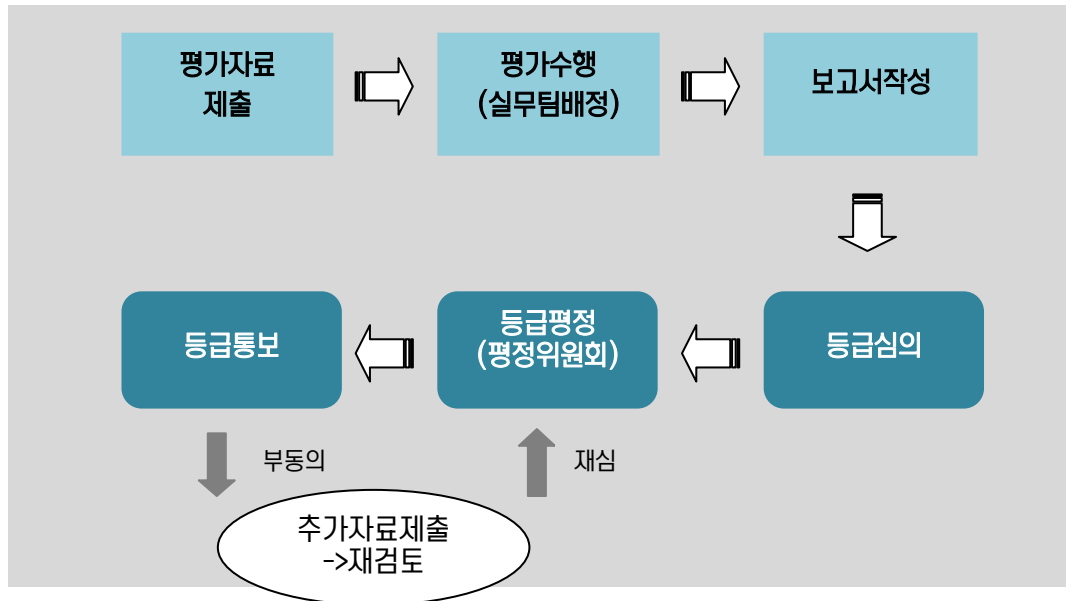 평가자료
제출
평가수행
(실무팀배정)
보고서작성
등급심의
등급평정
(평정위원회)
등급통보
부동의
재심
추가자료제출
->재검토